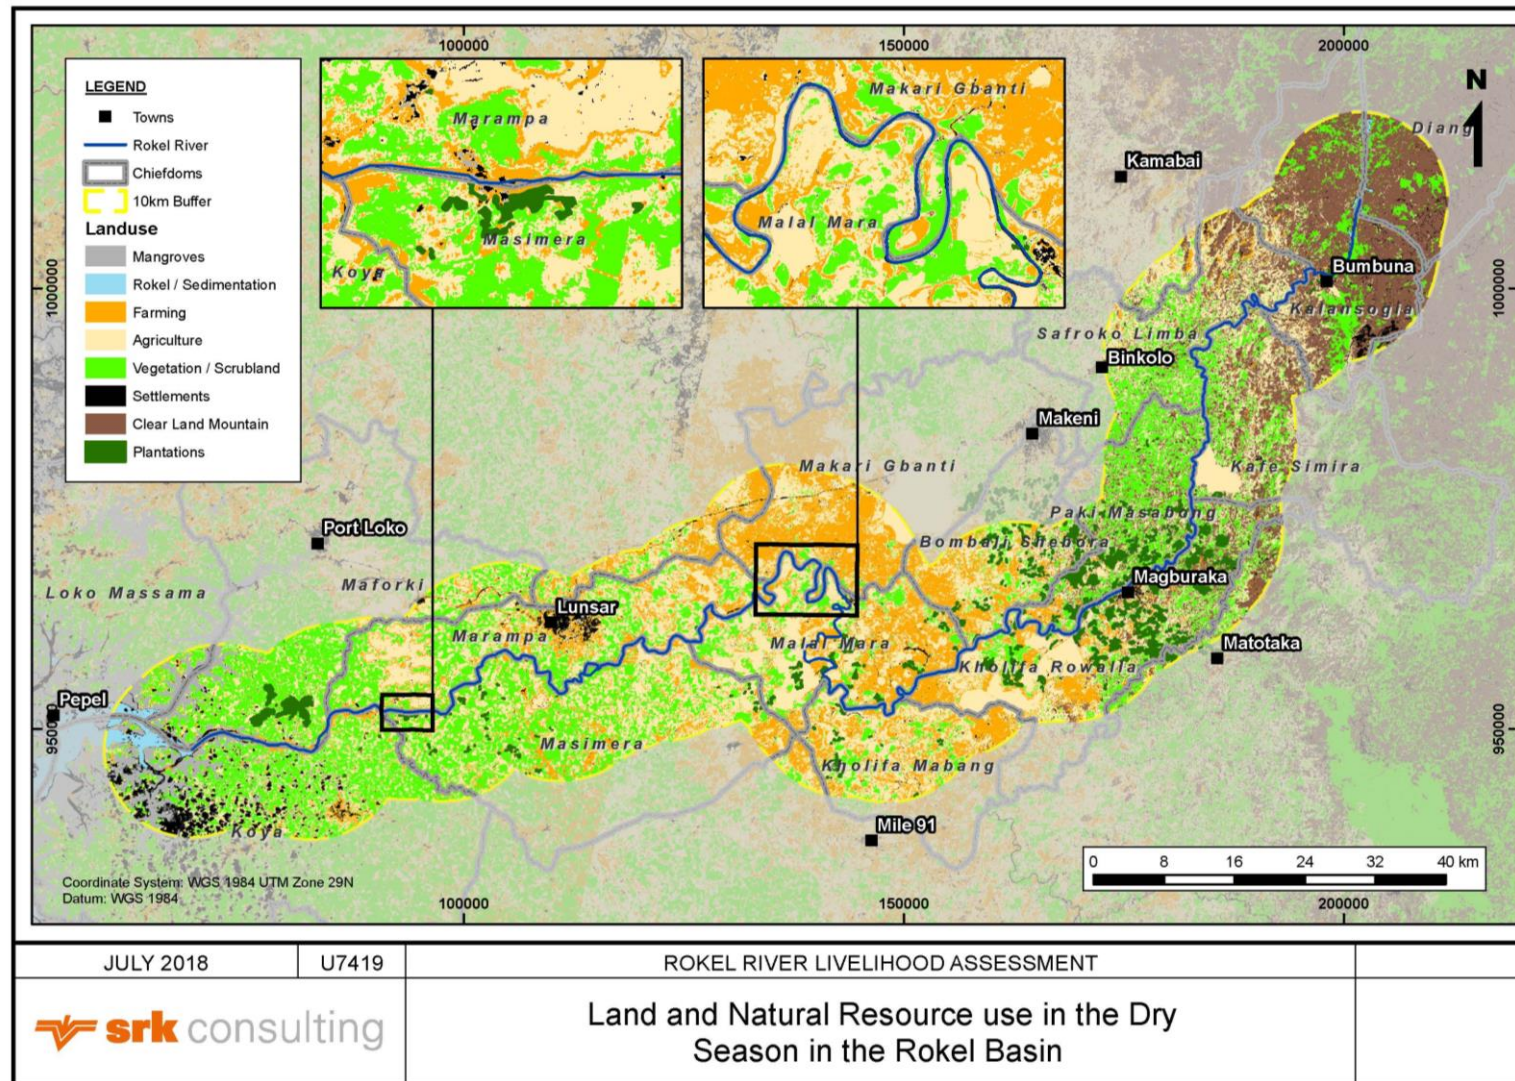 100000
150000
200000
LEGEND
Towns
Rokel River
Chiefdoms
10km Buffer
Landuse
Mangroves
Rokel / Sedimentation
Farming
Agriculture
Vegetation / Scrubland
Settlements
Clear Land Mountain
Plantations
Marampa
Masimera
Koya
Makari Gbanti
Malal Mara
N
Diang
Kamabai
Bumbuna
Kalansogia
1000000
1000000
Safroko Limba
Binkolo
Makeni
Makari Gbanti
Kafe Simira
Port Loko
Paki Masabong
Bombali Shebora
Loko Massama
Maforki
Magburaka
Lunsar
Marampa
Malal Mara
Matotaka
Kholifa Rowalla
Pepel
950000
950000
Masimera
Kholifa Mabang
Koya
Mile 91
0 8 16 24 32 40 km
Coordinate System: WGS 1984 UTM Zone 29N
Datum: WGS 1984
100000
150000
200000
JULY 2018
U7419
ROKEL RIVER LIVELIHOOD ASSESSMENT
srk consulting
Land and Natural Resource use in the Dry
Season in the Rokel Basin